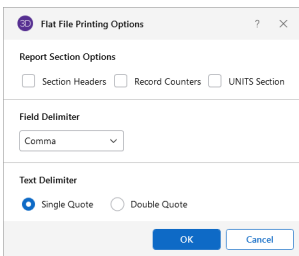 3D Flat File Printing Options ?
Report Section Options
Section Headers Record Counters UNITS Section
Field Delimiter
Comma
Text Delimiter
Single Quote Double Quote
OK Cancel